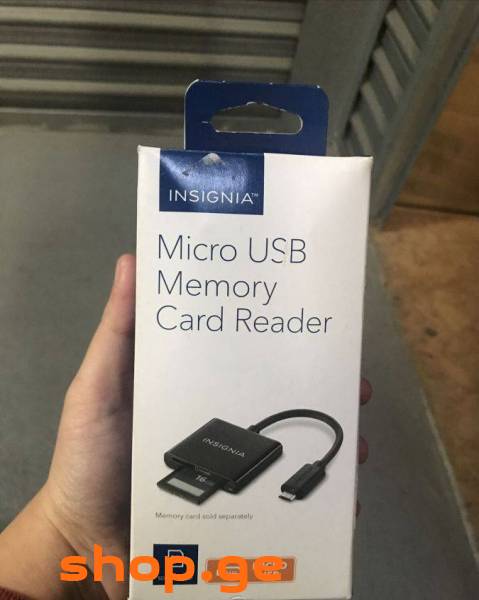 INSIGNIA™
Micro USB
Memory
Card Reader
INSIGNIA
16
Memory card sold separately
shop.ge